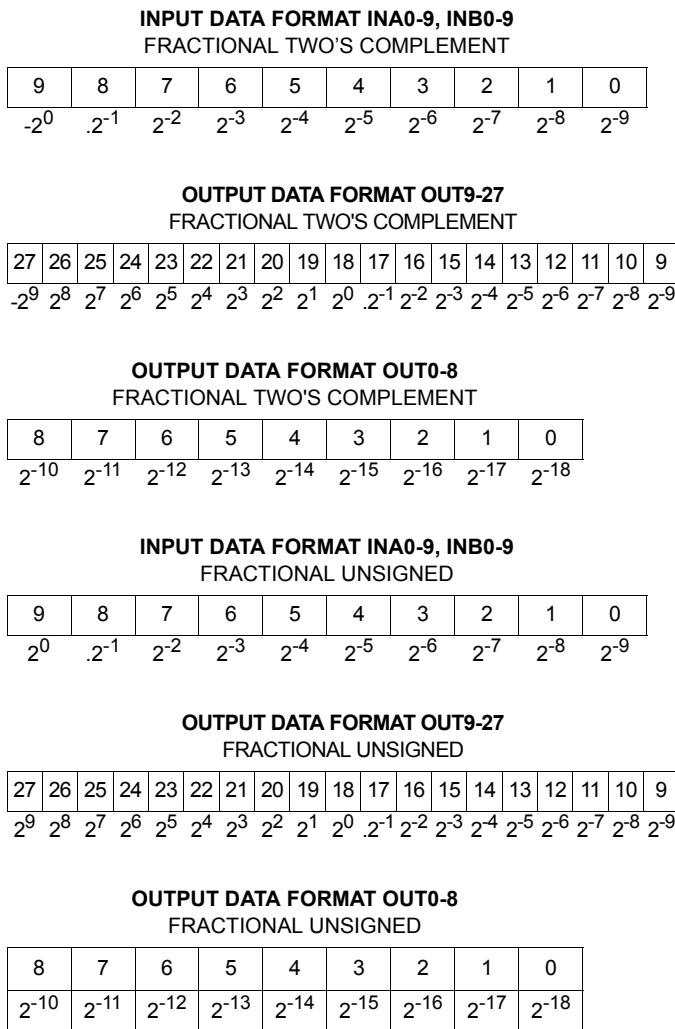 INPUT DATA FORMAT INA0-9, INB0-9
FRACTIONAL TWO’S COMPLEMENT
9 8 7 6 5 4 3 2 1 0
-2^0 .2^-1 2^-2 2^-3 2^-4 2^-5 2^-6 2^-7 2^-8 2^-9
OUTPUT DATA FORMAT OUT9-27
FRACTIONAL TWO'S COMPLEMENT
27 26 25 24 23 22 21 20 19 18 17 16 15 14 13 12 11 10 9
-2^9 2^8 2^7 2^6 2^5 2^4 2^3 2^2 2^1 2^0 .2^-1 2^-2 2^-3 2^-4 2^-5 2^-6 2^-7 2^-8 2^-9
OUTPUT DATA FORMAT OUT0-8
FRACTIONAL TWO'S COMPLEMENT
8 7 6 5 4 3 2 1 0
2^-10 2^-11 2^-12 2^-13 2^-14 2^-15 2^-16 2^-17 2^-18
INPUT DATA FORMAT INA0-9, INB0-9
FRACTIONAL UNSIGNED
9 8 7 6 5 4 3 2 1 0
2^0 .2^-1 2^-2 2^-3 2^-4 2^-5 2^-6 2^-7 2^-8 2^-9
OUTPUT DATA FORMAT OUT9-27
FRACTIONAL UNSIGNED
27 26 25 24 23 22 21 20 19 18 17 16 15 14 13 12 11 10 9
2^9 2^8 2^7 2^6 2^5 2^4 2^3 2^2 2^1 2^0 .2^-1 2^-2 2^-3 2^-4 2^-5 2^-6 2^-7 2^-8 2^-9
OUTPUT DATA FORMAT OUT0-8
FRACTIONAL UNSIGNED
8 7 6 5 4 3 2 1 0
2^-10 2^-11 2^-12 2^-13 2^-14 2^-15 2^-16 2^-17 2^-18